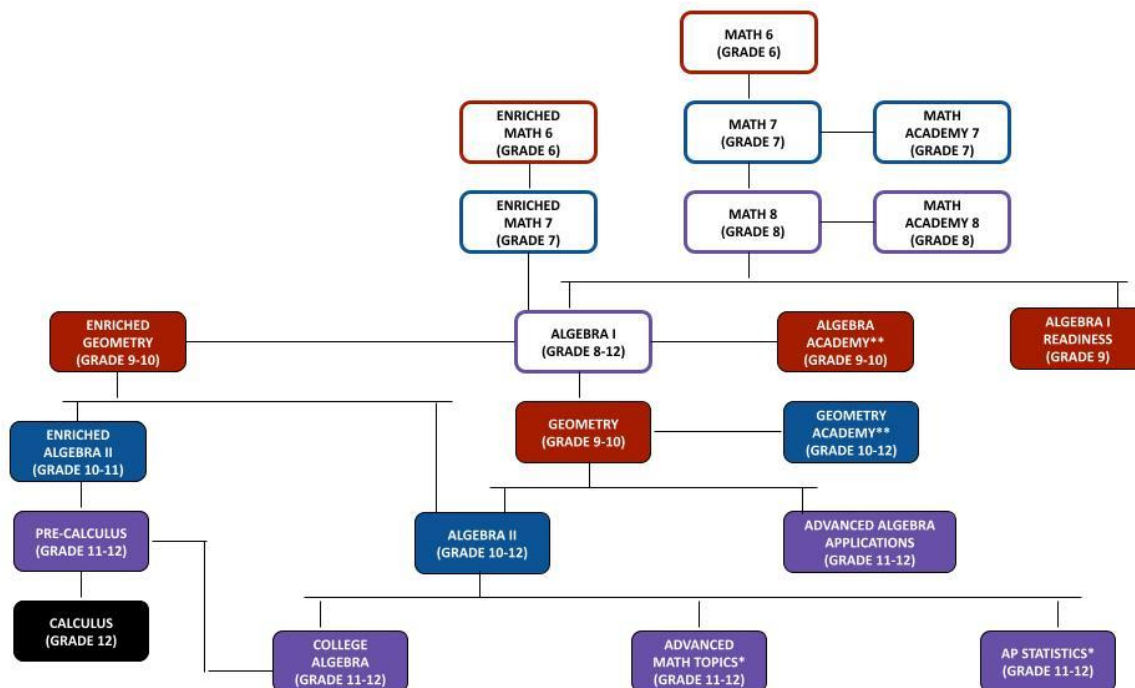 MATH 6
(GRADE 6)
ENRICHED
MATH 6
(GRADE 6)
MATH 7
(GRADE 7)
MATH
ACADEMY 7
(GRADE 7)
ENRICHED
MATH 7
(GRADE 7)
MATH 8
(GRADE 8)
MATH
ACADEMY 8
(GRADE 8)
ENRICHED
GEOMETRY
(GRADE 9-10)
ALGEBRA I
(GRADE 8-12)
ALGEBRA
ACADEMY**
(GRADE 9-10)
ALGEBRA I
READINESS
(GRADE 9)
ENRICHED
ALGEBRA II
(GRADE 10-11)
GEOMETRY
(GRADE 9-10)
GEOMETRY
ACADEMY**
(GRADE 10-12)
PRE-CALCULUS
(GRADE 11-12)
ALGEBRA II
(GRADE 10-12)
ADVANCED ALGEBRA
APPLICATIONS
(GRADE 11-12)
CALCULUS
(GRADE 12)
COLLEGE
ALGEBRA
(GRADE 11-12)
ADVANCED
MATH TOPICS*
(GRADE 11-12)
AP STATISTICS*
(GRADE 11-12)